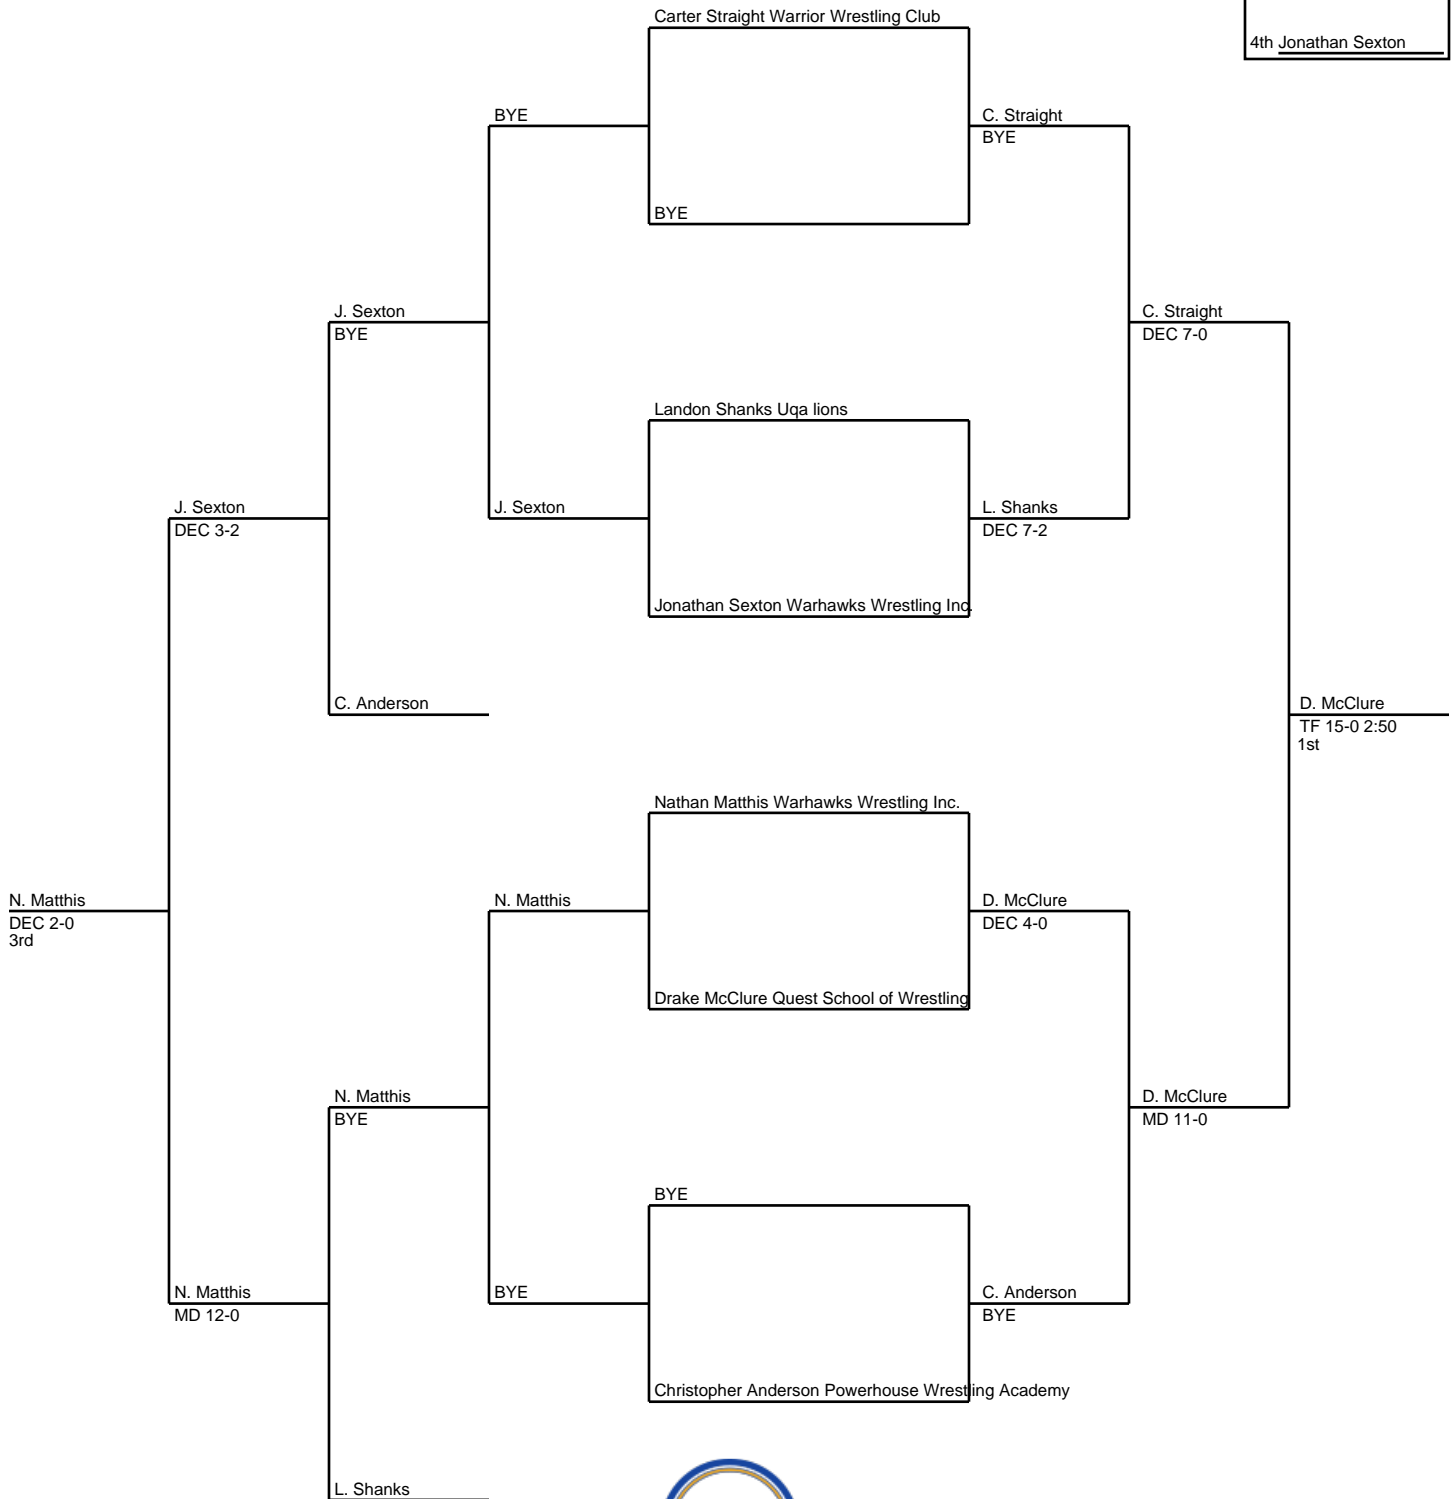 Carter Straight Warrior Wrestling Club
4th Jonathan Sexton
BYE
C. Straight
BYE
BYE
J. Sexton
BYE
C. Straight
DEC 7-0
Landon Shanks Uqa lions
J. Sexton
DEC 3-2
J. Sexton
L. Shanks
DEC 7-2
Jonathan Sexton Warhawks Wrestling Inc.
C. Anderson
D. McClure
TF 15-0 2:50
1st
Nathan Matthis Warhawks Wrestling Inc.
N. Matthis
DEC 2-0
3rd
N. Matthis
D. McClure
DEC 4-0
Drake McClure Quest School of Wrestling
N. Matthis
BYE
D. McClure
MD 11-0
BYE
N. Matthis
MD 12-0
BYE
C. Anderson
BYE
Christopher Anderson Powerhouse Wrestling Academy
L. Shanks